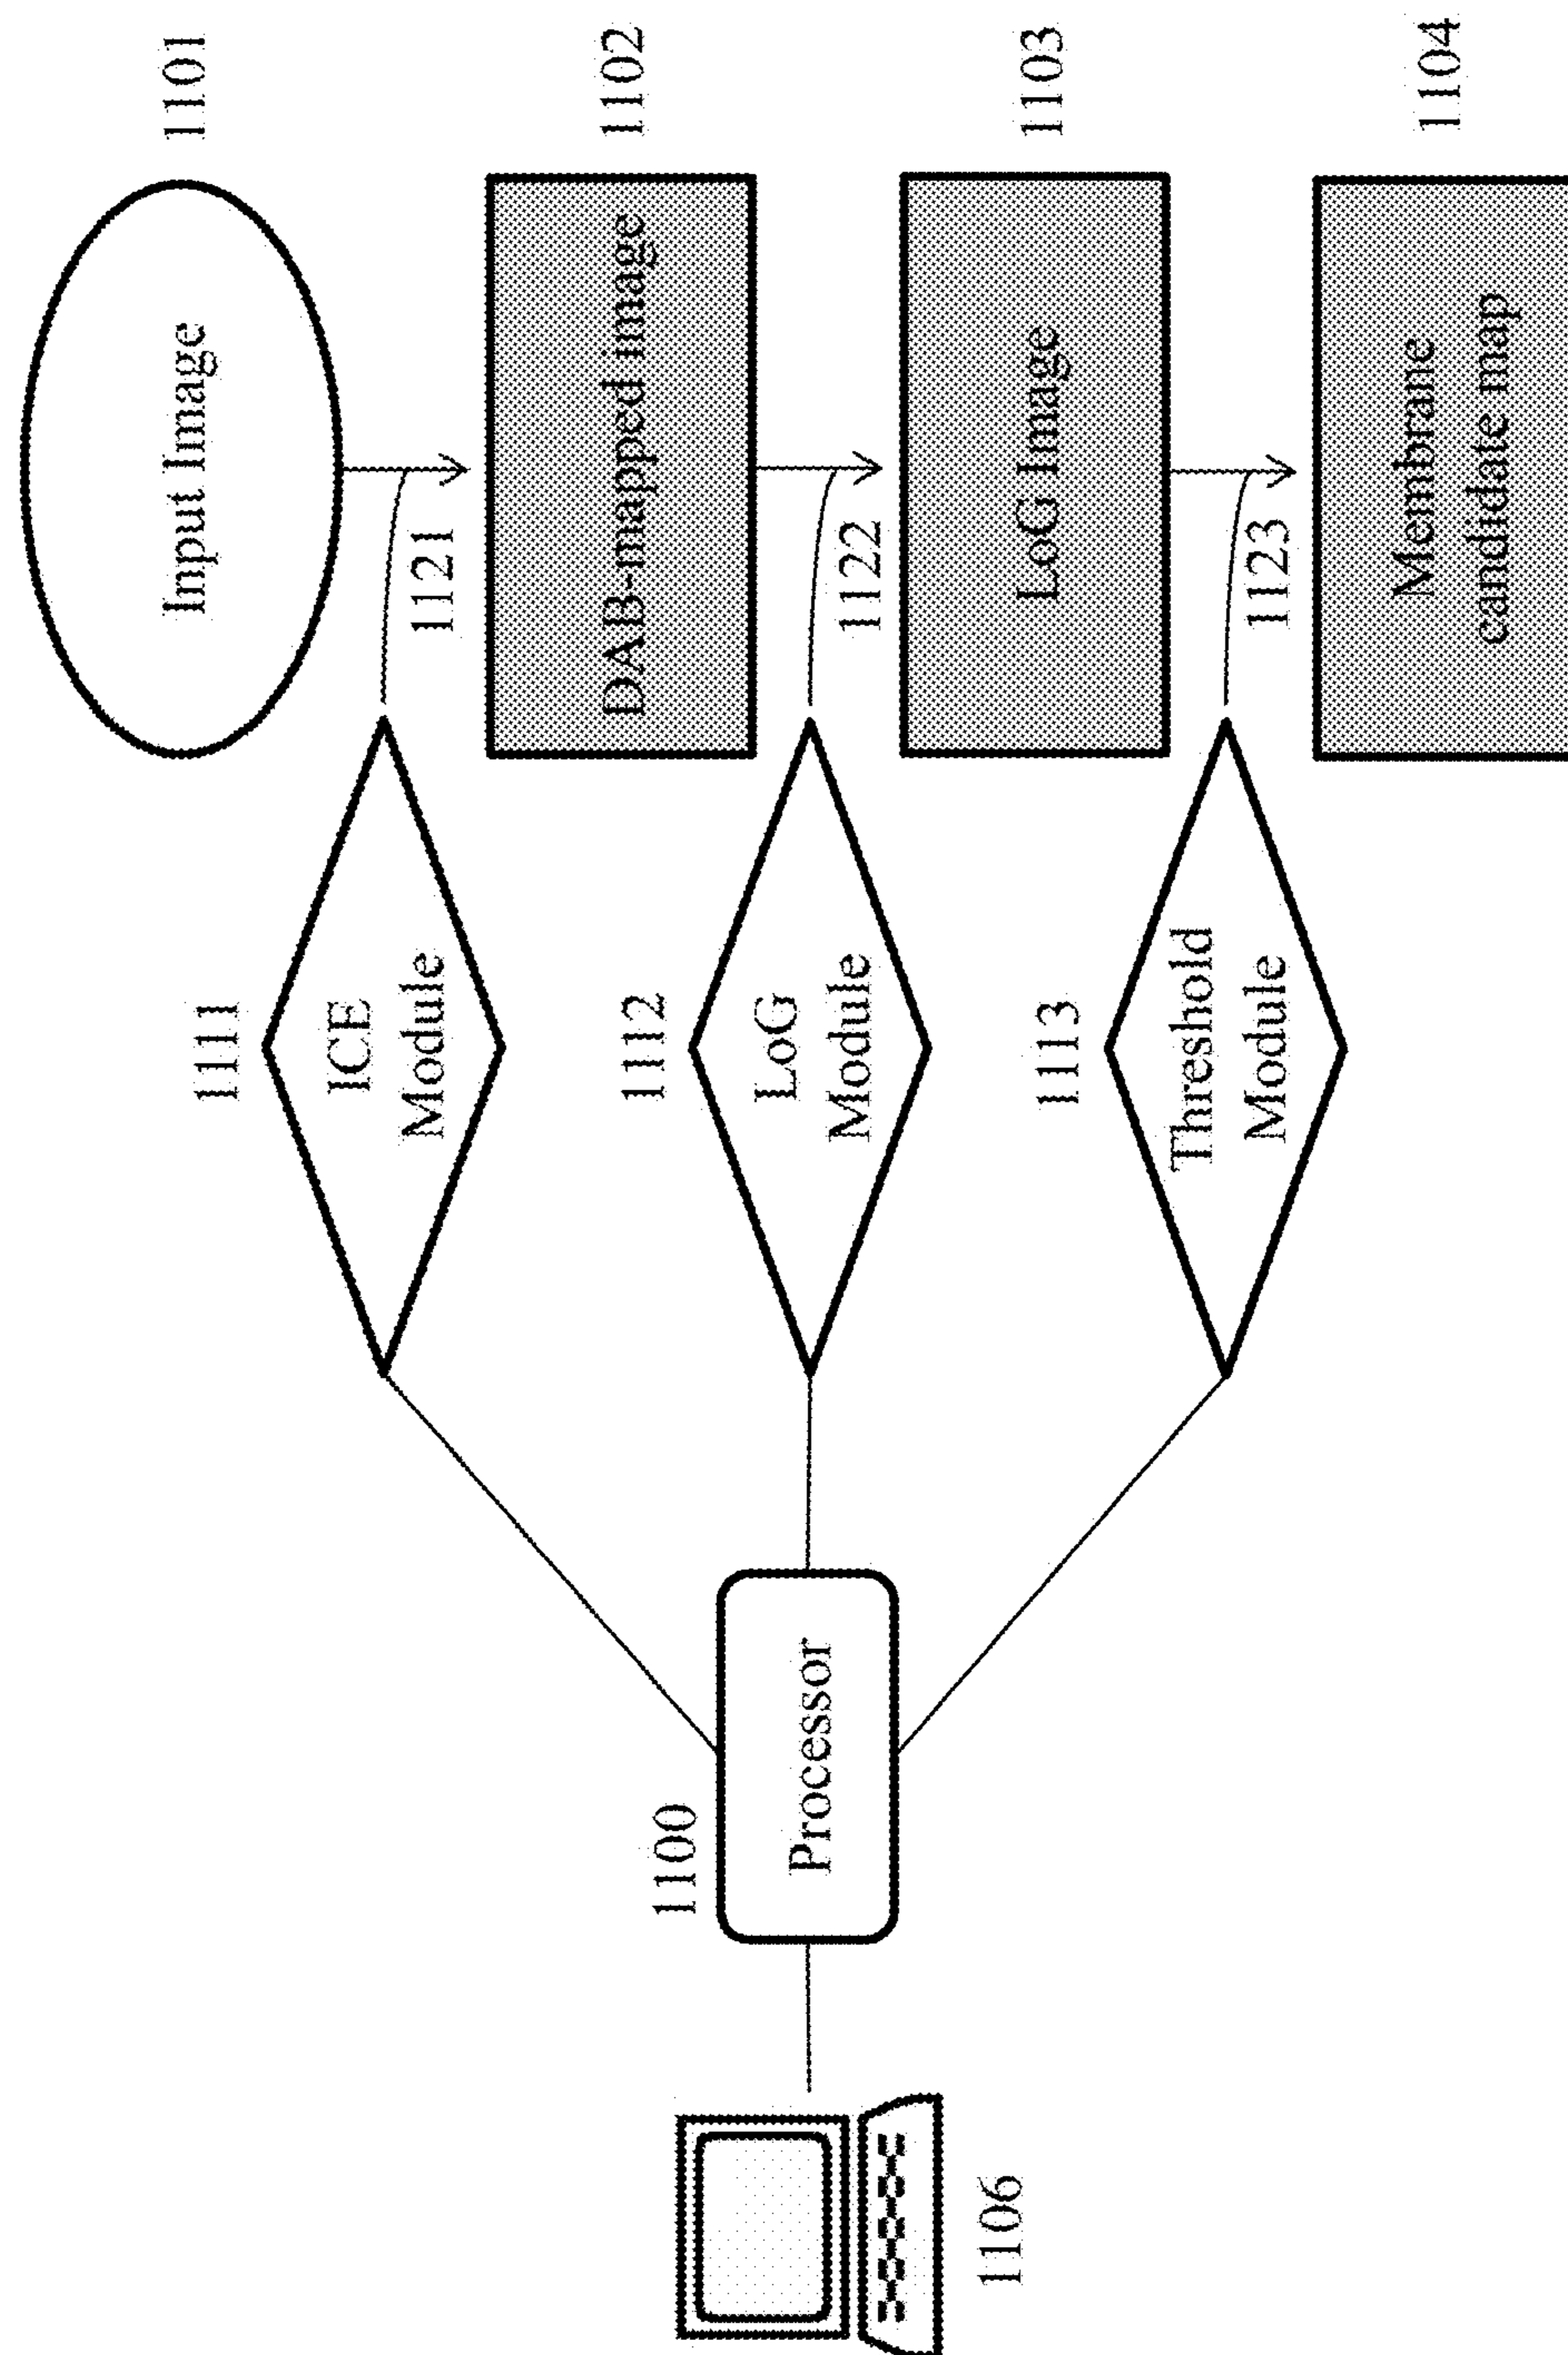 1101
Input Image
1111
ICE
Module
1121
1102
DAB-mapped image
1112
LoG
Module
1122
1103
LoG Image
1100
Processor
1113
Threshold
Module
1123
1104
Membrane
candidate map
1106